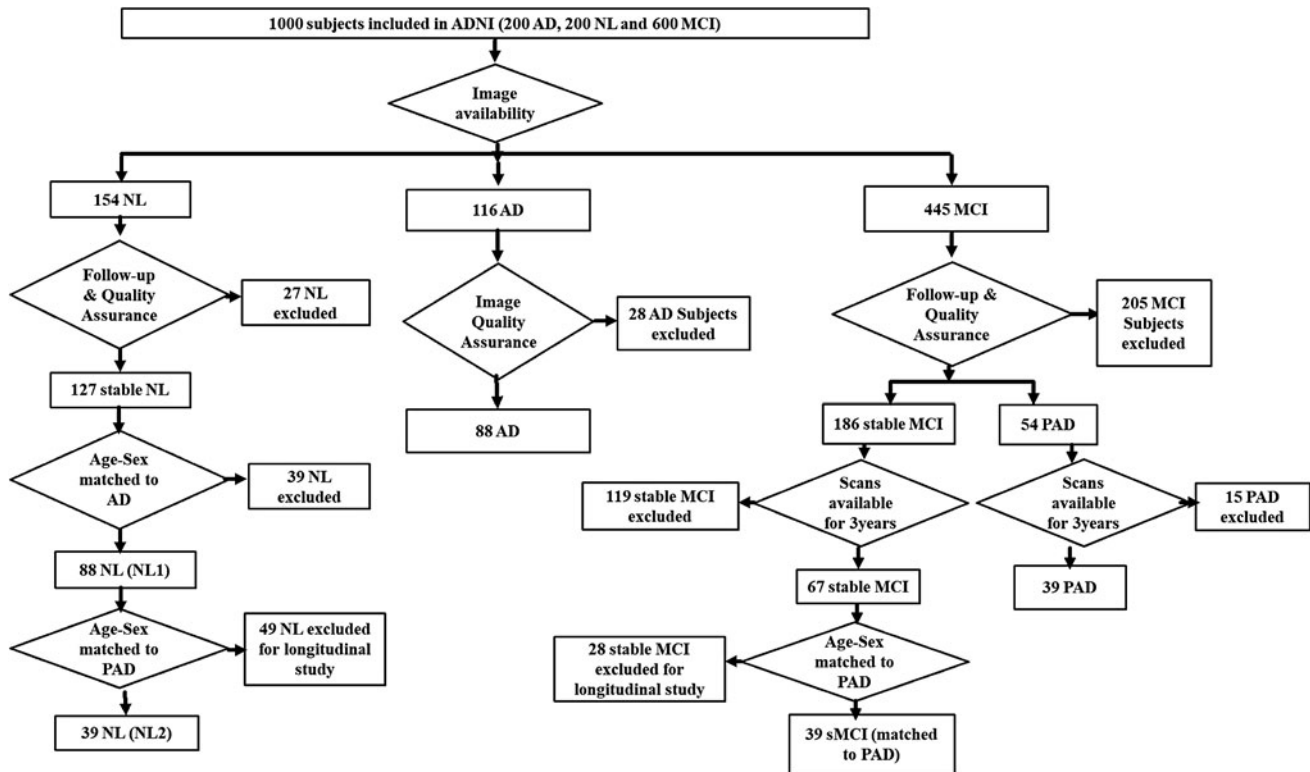 1000 subjects included in ADNI (200 AD, 200 NL and 600 MCI)
Image
availability
154 NL
116 AD
445 MCI
Follow-up
& Quality
Assurance
27 NL
excluded
Image
Quality
Assurance
28 AD Subjects
excluded
Follow-up &
Quality
Assurance
205 MCI
Subjects
excluded
127 stable NL
88 AD
186 stable MCI
54 PAD
Age-Sex
matched to
AD
39 NL
excluded
119 stable MCI
excluded
Scans
available
for 3years
Scans
available
for 3years
15 PAD
excluded
88 NL (NL1)
67 stable MCI
39 PAD
Age-Sex
matched to
PAD
49 NL excluded
for longitudinal
study
28 stable MCI
excluded for
longitudinal study
Age-Sex
matched to
PAD
39 NL (NL2)
39 sMCI (matched
to PAD)